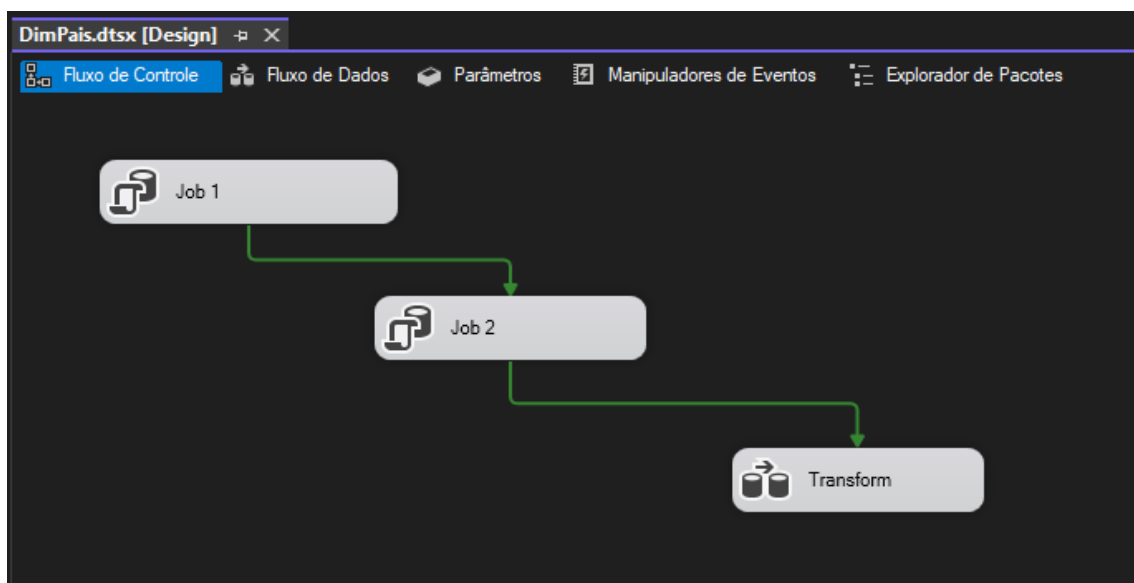 DimPais.dtsx [Design]
Fluxo de Controle Fluxo de Dados Parâmetros Manipuladores de Eventos Explorador de Pacotes
Job 1
Job 2
Transform